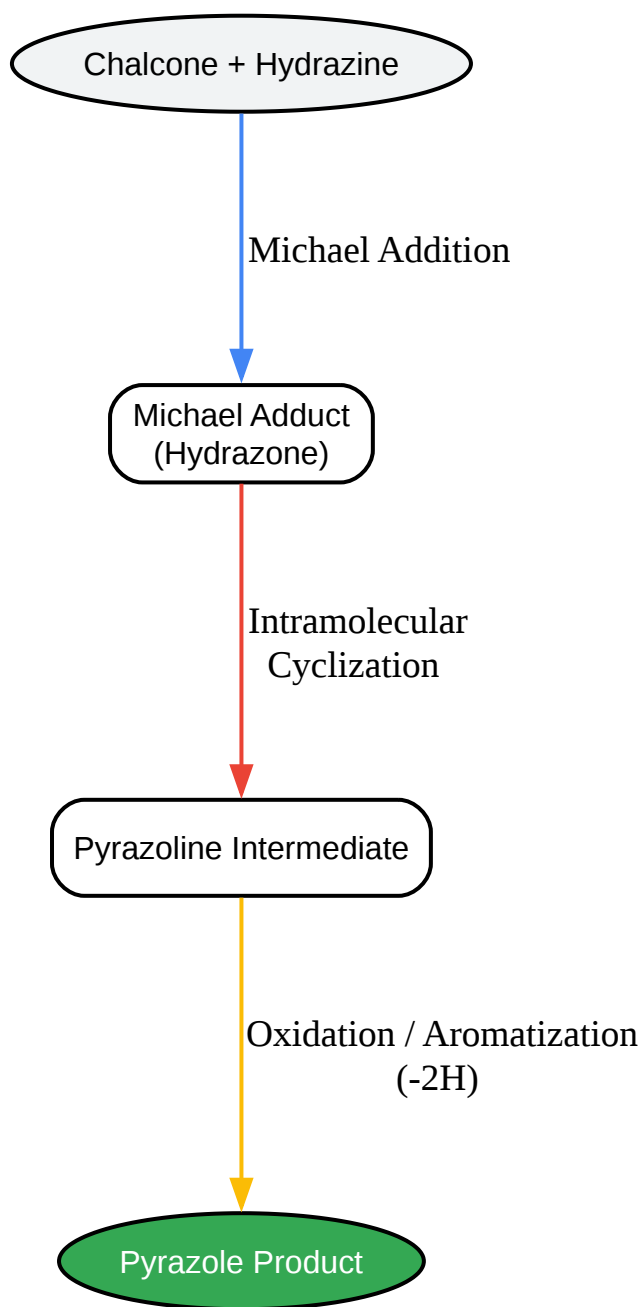 Chalcone + Hydrazine
Michael Addition
Michael Adduct
(Hydrazone)
Intramolecular
Cyclization
Pyrazoline Intermediate
Oxidation / Aromatization
(-2H)
Pyrazole Product